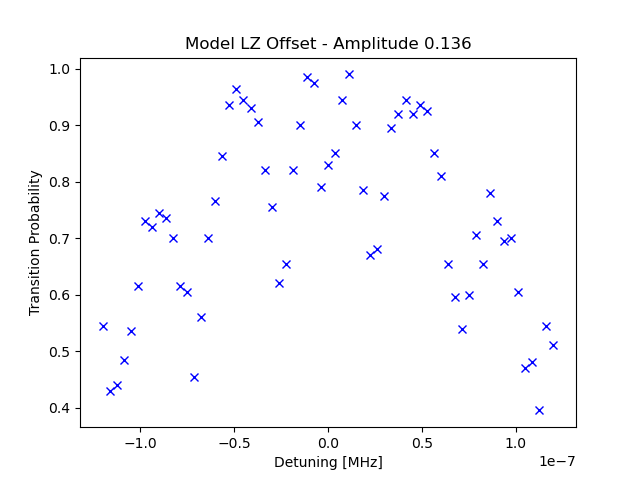 Model LZ Offset - Amplitude 0.136
1.0
0.9
0.8
0.7
0.6
0.5
0.4
Transition Probability
−1.0 −0.5 0.0 0.5 1.0
1e−7
Detuning [MHz]